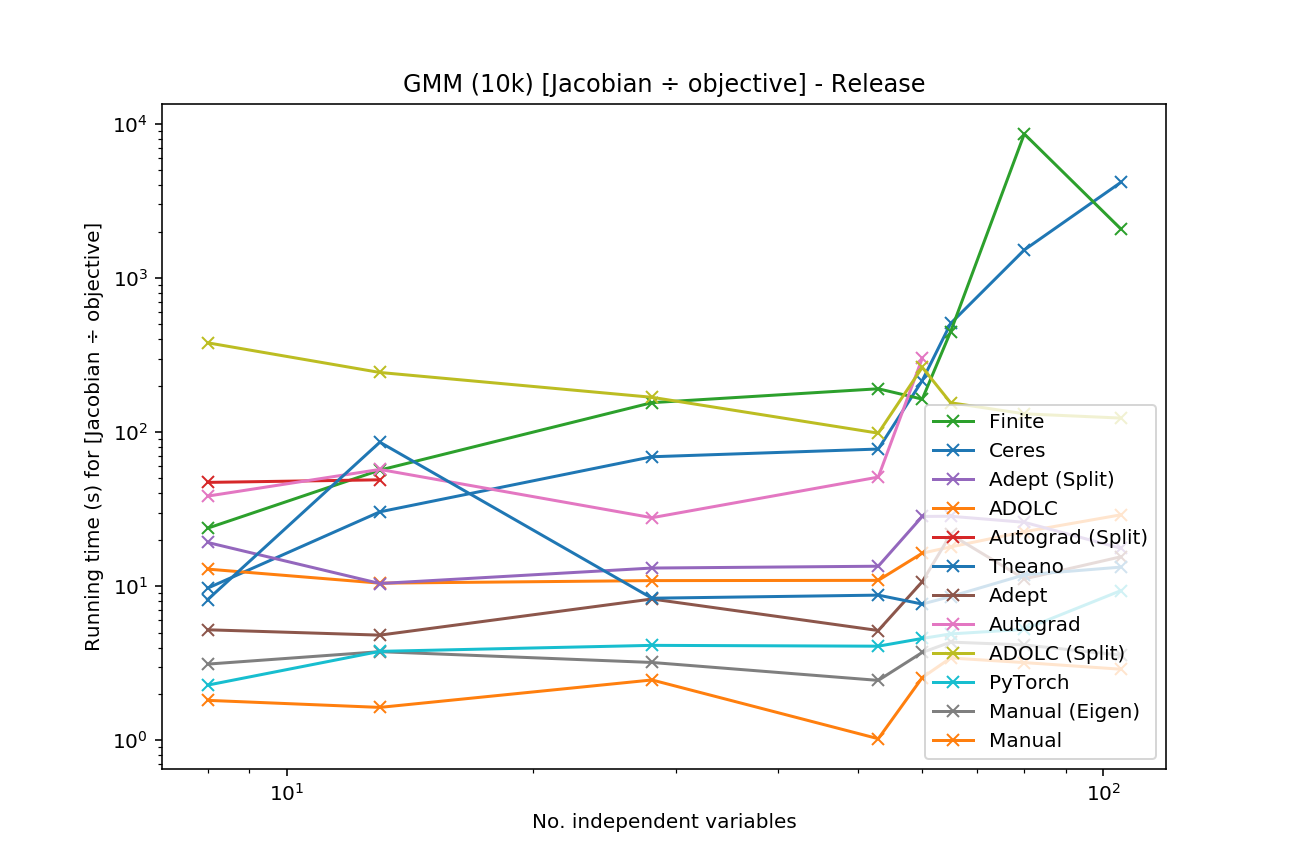 GMM (10k) [Jacobian ÷ objective] - Release
Running time (s) for [Jacobian ÷ objective]
10⁴
10³
10²
10¹
10⁰
Finite
Ceres
Adept (Split)
ADOLC
Autograd (Split)
Theano
Adept
Autograd
ADOLC (Split)
PyTorch
Manual (Eigen)
Manual
10¹ 10²
No. independent variables